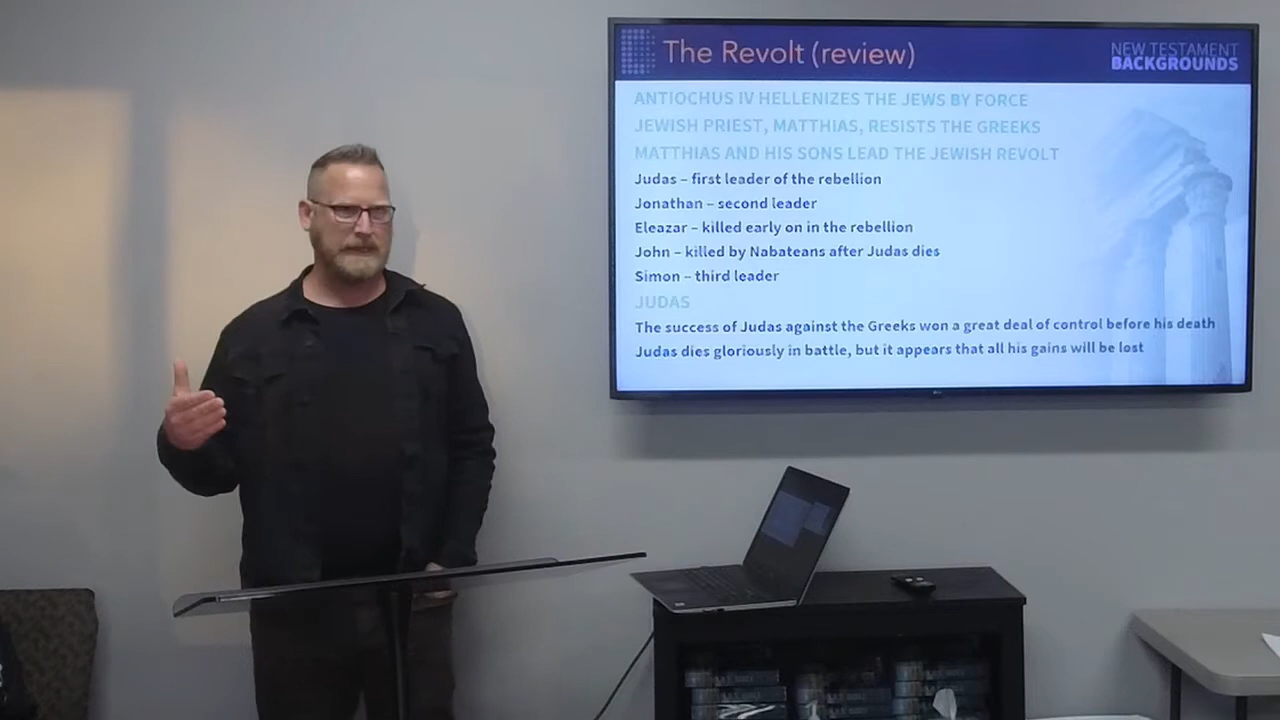 The Revolt (review)
NEW TESTAMENT
BACKGROUNDS
ANTIOCHUS IV HELLENIZES THE JEWS BY FORCE
JEWISH PRIEST, MATTHIAS, RESISTS THE GREEKS
MATTHIAS AND HIS SONS LEAD THE JEWISH REVOLT
Judas – first leader of the rebellion
Jonathan – second leader
Eleazar – killed early on in the rebellion
John – killed by Nabateans after Judas dies
Simon – third leader
JUDAS
The success of Judas against the Greeks won a great deal of control before his death
Judas dies gloriously in battle, but it appears that all his gains will be lost